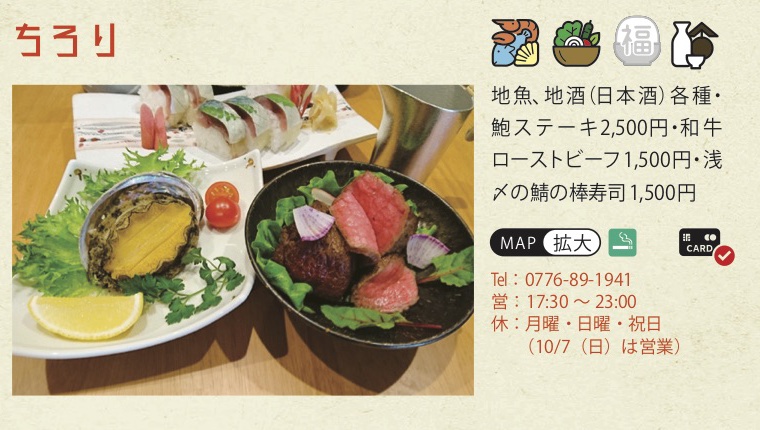 ちろり
福
地魚、地酒(日本酒)各種・
鮑ステーキ2,500円・和牛
ローストビーフ1,500円・浅
〆の鯖の棒寿司1,500円
MAP 拡大
CARD
Tel：0776-89-1941
営：17:30 ～ 23:00
休：月曜・日曜・祝日
（10/7（日）は営業）